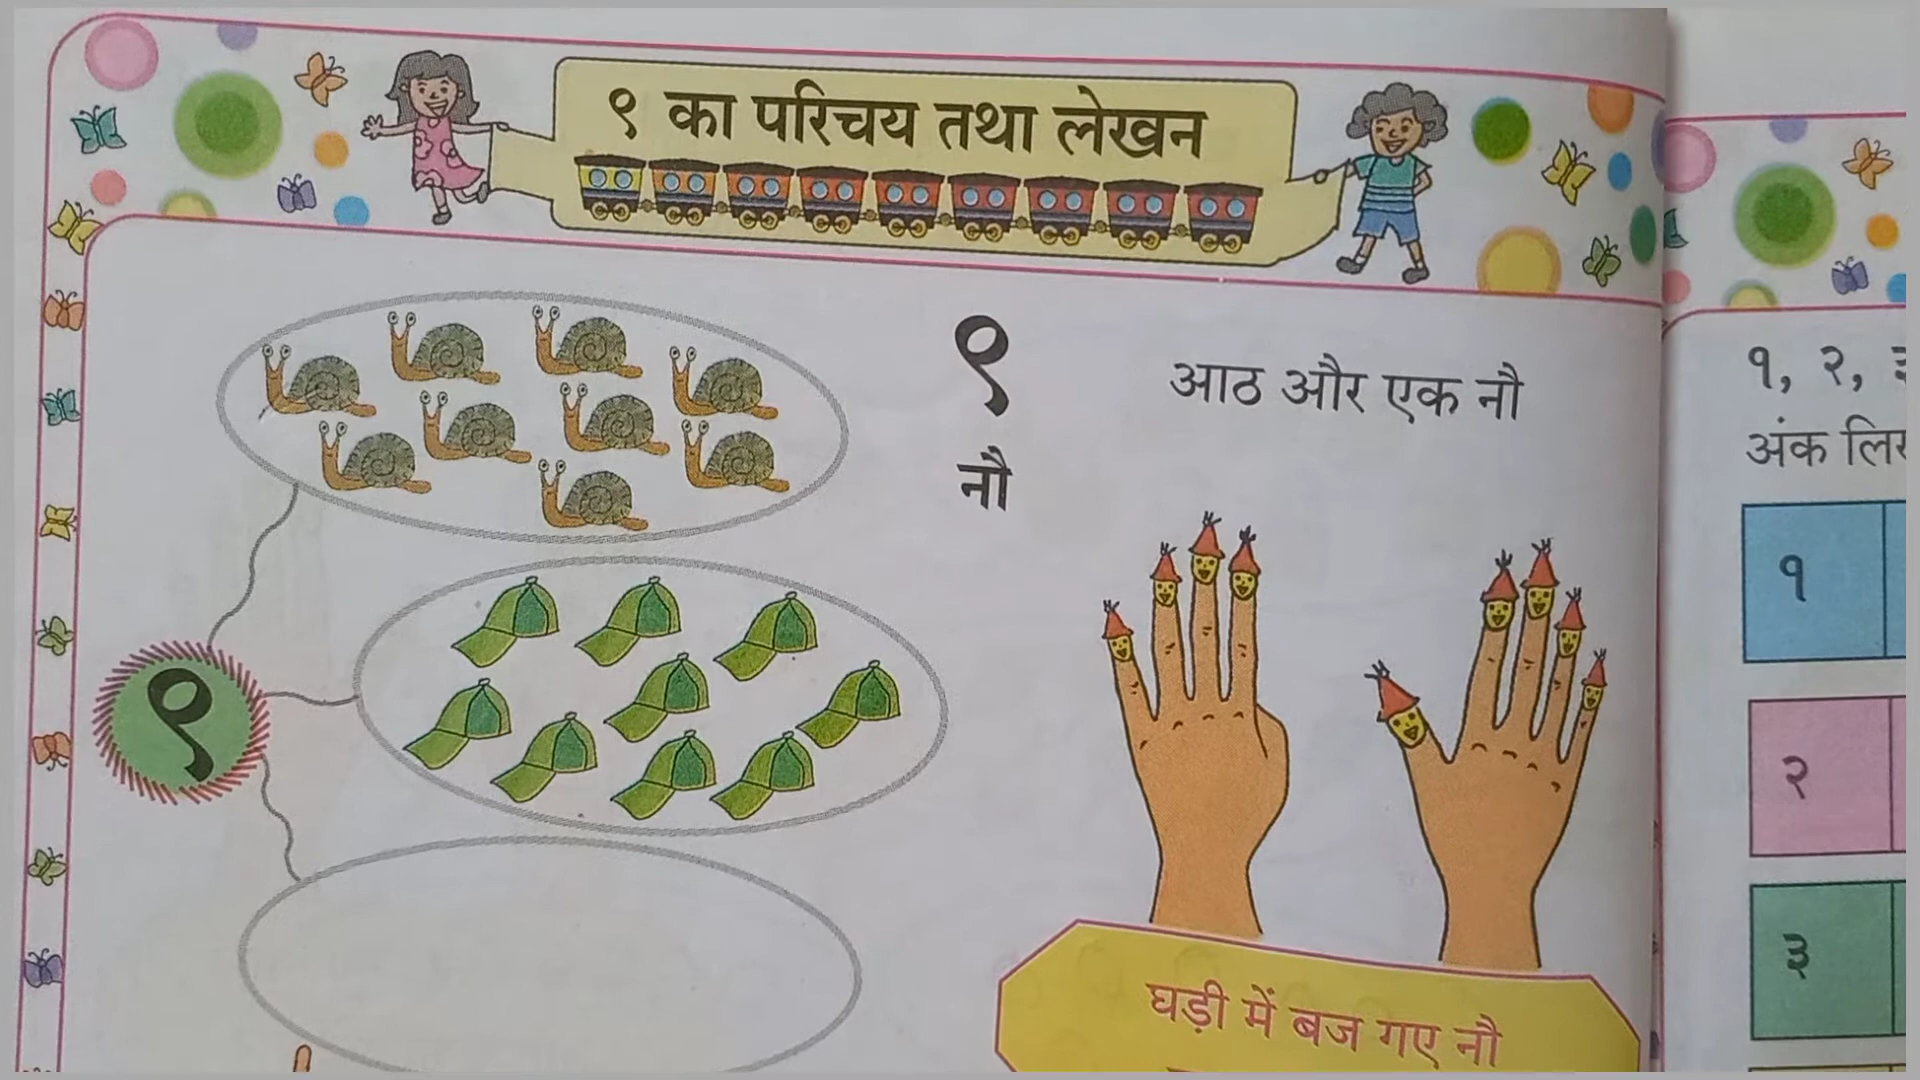 ९ का परिचय तथा लेखन
९
नौ
आठ और एक नौ
९
घड़ी में बज गए नौ
१, २,
अंक
१
२
३